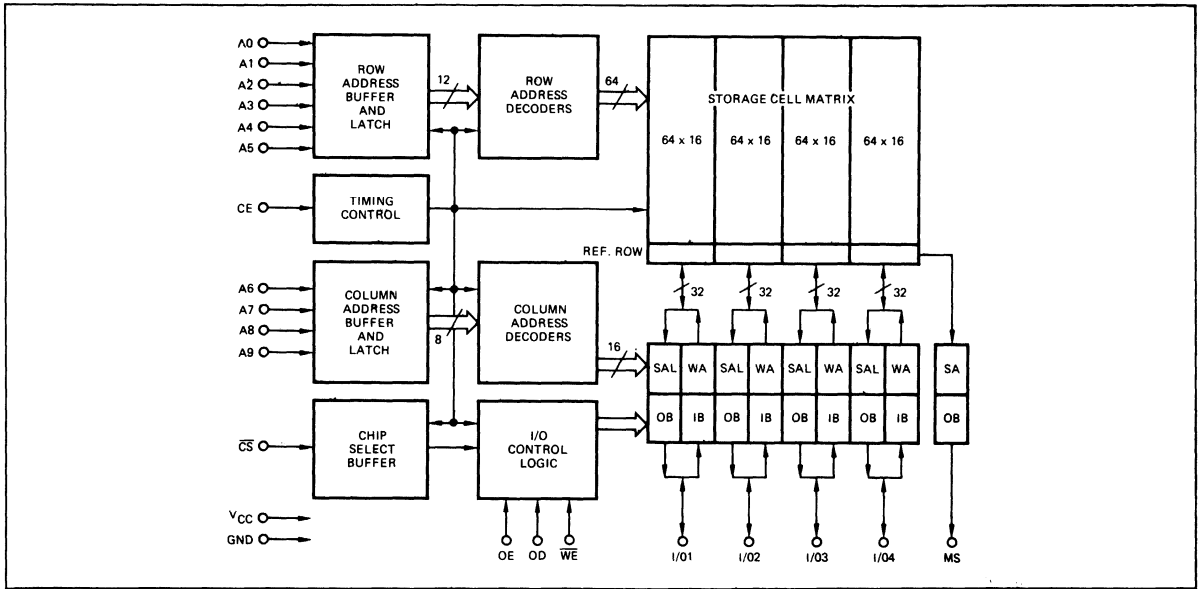 A0
A1
A2
A3
A4
A5
ROW
ADDRESS
BUFFER
AND
LATCH
12
ROW
ADDRESS
DECODERS
64
STORAGE CELL MATRIX
64 x 16
64 x 16
64 x 16
64 x 16
CE
TIMING
CONTROL
REF. ROW
A6
A7
A8
A9
COLUMN
ADDRESS
BUFFER
AND
LATCH
8
COLUMN
ADDRESS
DECODERS
16
32
32
32
32
SAL
WA
SAL
WA
SAL
WA
SAL
WA
SA
OB
IB
OB
IB
OB
IB
OB
IB
OB
CS
CHIP
SELECT
BUFFER
I/O
CONTROL
LOGIC
VCC
GND
OE
OD
WE
I/01
I/02
I/03
I/04
MS